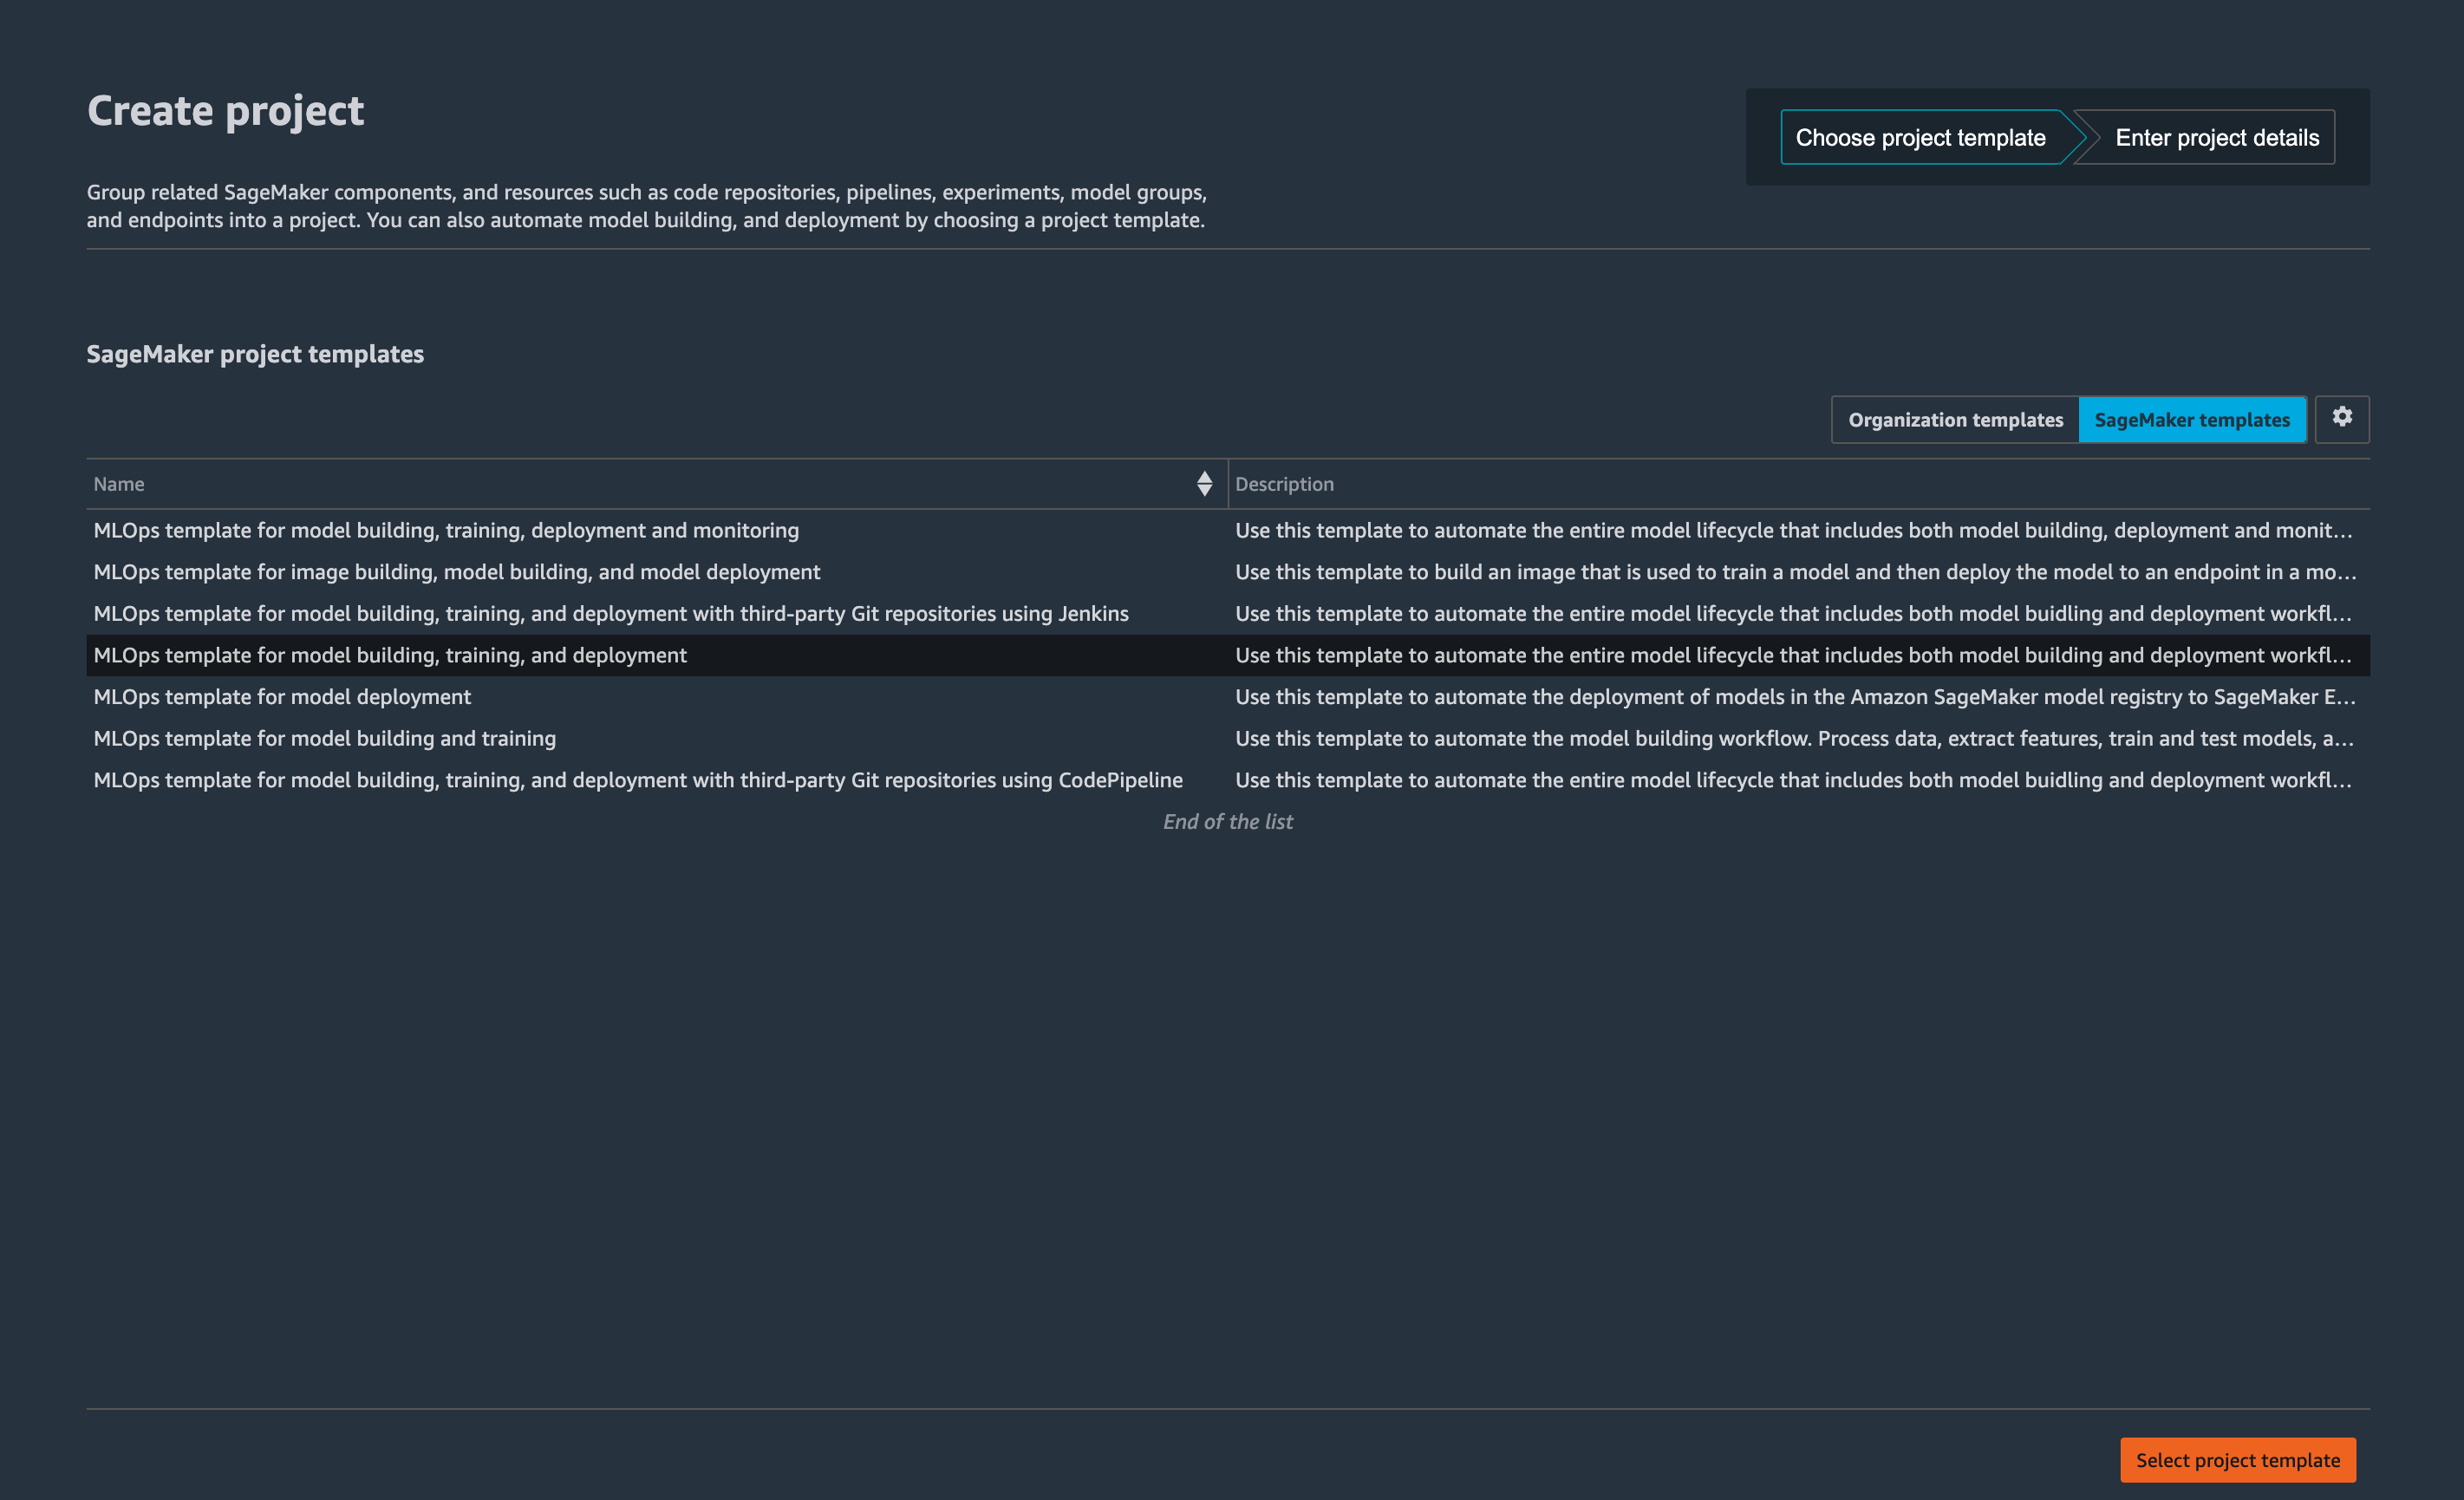 Create project
Choose project template
Enter project details
Group related SageMaker components, and resources such as code repositories, pipelines, experiments, model groups,
and endpoints into a project. You can also automate model building, and deployment by choosing a project template.
SageMaker project templates
Organization templates
SageMaker templates
Name
Description
MLOps template for model building, training, deployment and monitoring
Use this template to automate the entire model lifecycle that includes both model building, deployment and monit...
MLOps template for image building, model building, and model deployment
Use this template to build an image that is used to train a model and then deploy the model to an endpoint in a mo...
MLOps template for model building, training, and deployment with third-party Git repositories using Jenkins
Use this template to automate the entire model lifecycle that includes both model buidling and deployment workfl...
MLOps template for model building, training, and deployment
Use this template to automate the entire model lifecycle that includes both model building and deployment workfl...
MLOps template for model deployment
Use this template to automate the deployment of models in the Amazon SageMaker model registry to SageMaker E...
MLOps template for model building and training
Use this template to automate the model building workflow. Process data, extract features, train and test models, a...
MLOps template for model building, training, and deployment with third-party Git repositories using CodePipeline
Use this template to automate the entire model lifecycle that includes both model buidling and deployment workfl...
End of the list
Select project template